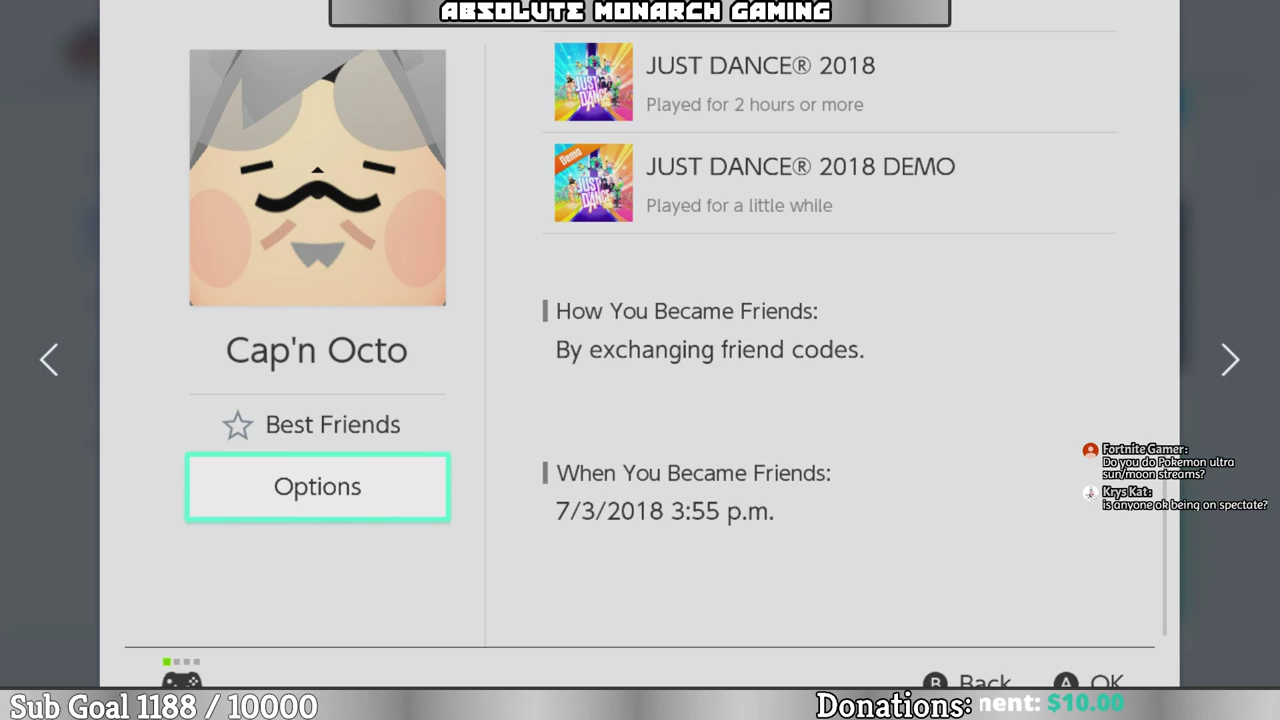 ABSOLUTE MONARCH GAMING
JUST DANCE® 2018
Played for 2 hours or more
Demo
JUST DANCE® 2018 DEMO
Played for a little while
How You Became Friends:
By exchanging friend codes.
Cap'n Octo
Best Friends
Options
When You Became Friends:
7/3/2018 3:55 p.m.
Fortnite Gamer:
Do you do Pokemon ultra
sun/moon streams?
Krys Kat:
is anyone ok being on spectate?
B Back A OK
Sub Goal 1188 / 10000
Donations: nent: $10.00